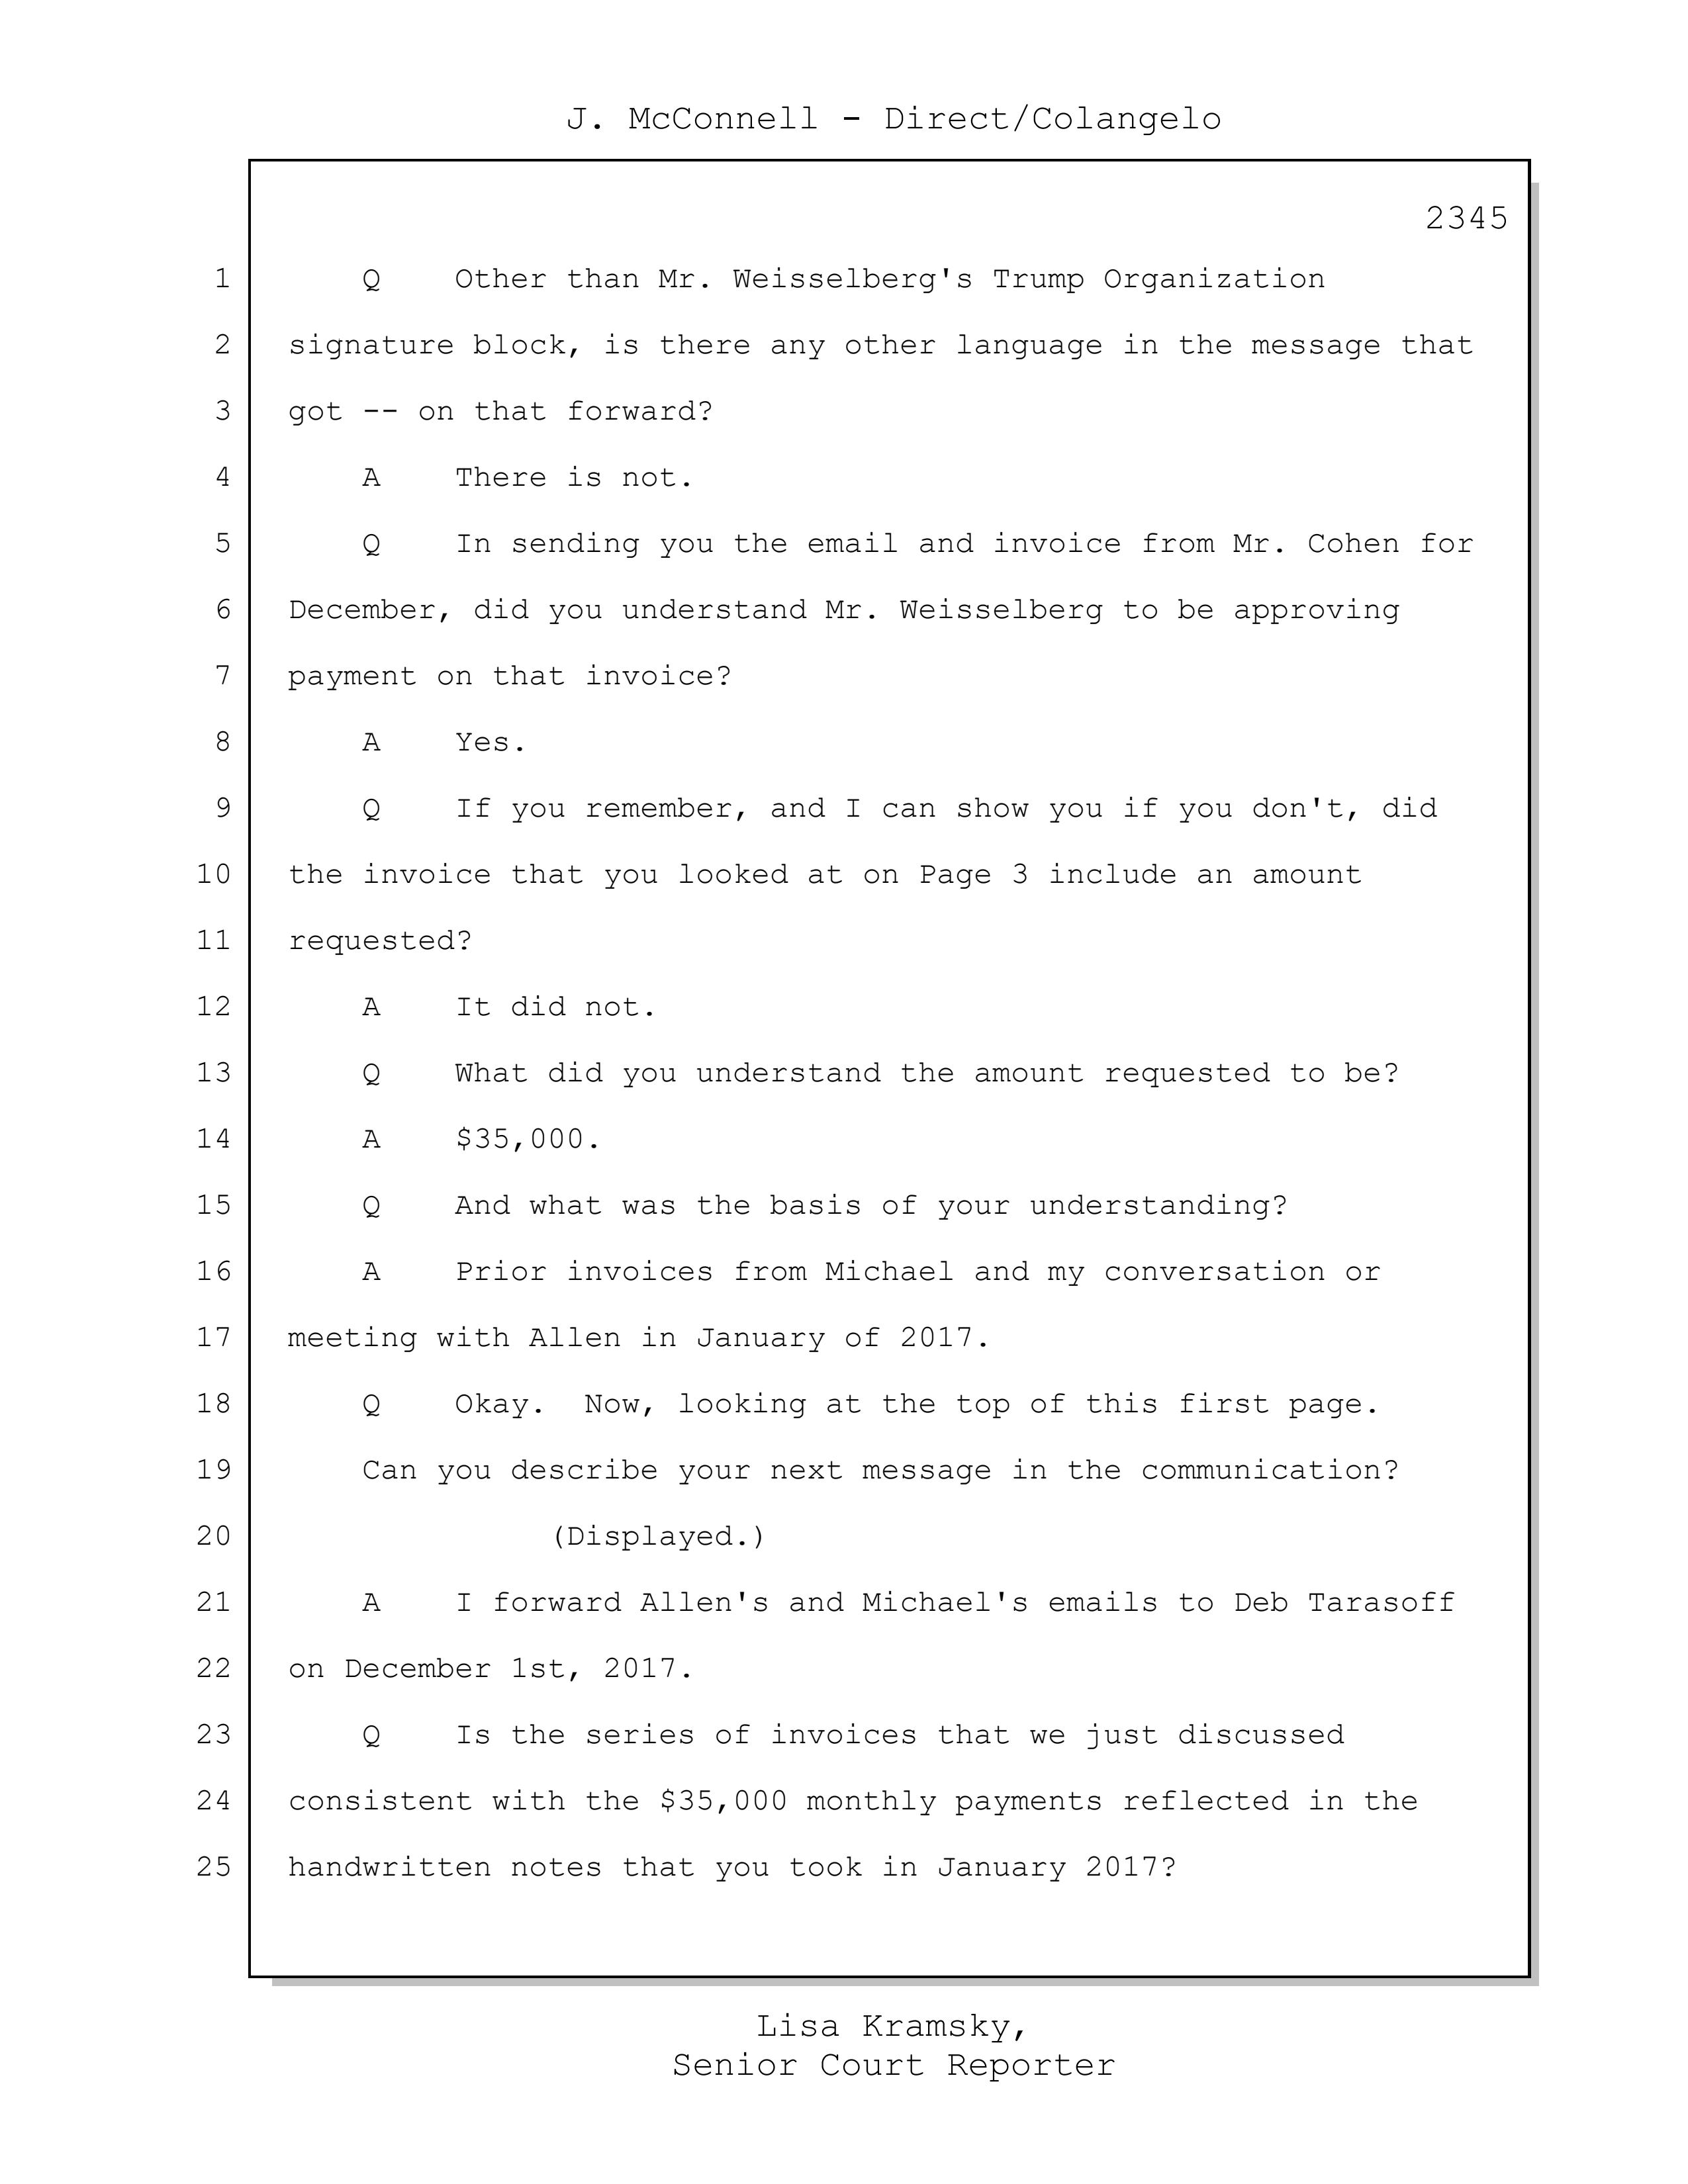 J. McConnell - Direct/Colangelo
2345
1 Q Other than Mr. Weisselberg's Trump Organization
2 signature block, is there any other language in the message that
3 got -- on that forward?
4 A There is not.
5 Q In sending you the email and invoice from Mr. Cohen for
6 December, did you understand Mr. Weisselberg to be approving
7 payment on that invoice?
8 A Yes.
9 Q If you remember, and I can show you if you don't, did
10 the invoice that you looked at on Page 3 include an amount
11 requested?
12 A It did not.
13 Q What did you understand the amount requested to be?
14 A $35,000.
15 Q And what was the basis of your understanding?
16 A Prior invoices from Michael and my conversation or
17 meeting with Allen in January of 2017.
18 Q Okay. Now, looking at the top of this first page.
19 Can you describe your next message in the communication?
20 (Displayed.)
21 A I forward Allen's and Michael's emails to Deb Tarasoff
22 on December 1st, 2017.
23 Q Is the series of invoices that we just discussed
24 consistent with the $35,000 monthly payments reflected in the
25 handwritten notes that you took in January 2017?
Lisa Kramsky,
Senior Court Reporter